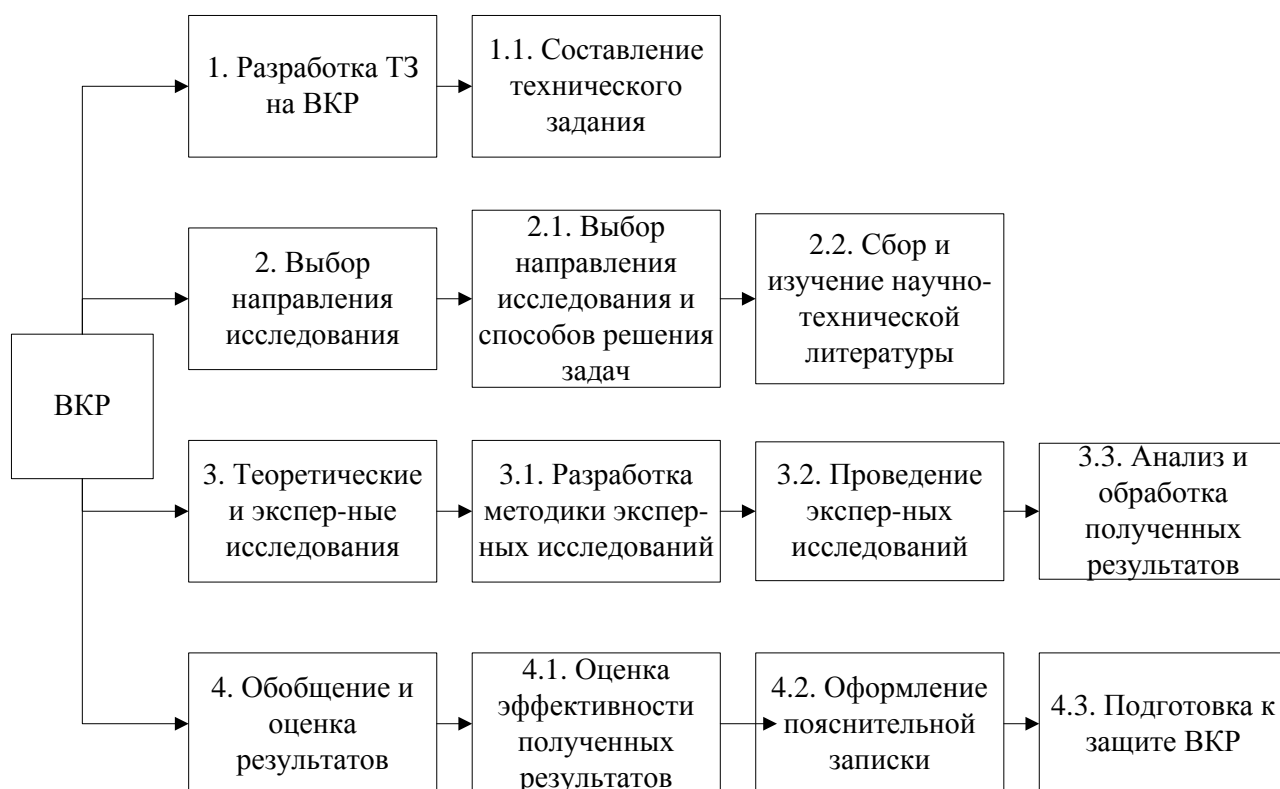 1. Разработка ТЗ
на ВКР
1.1. Составление
технического
задания
2. Выбор
направления
исследования
2.1. Выбор
направления
исследования и
способов решения
задач
2.2. Сбор и
изучение научно-
технической
литературы
ВКР
3. Теоретические
и экспер-ные
исследования
3.1. Разработка
методики экспер-
ных исследований
3.2. Проведение
экспер-ных
исследований
3.3. Анализ и
обработка
полученных
результатов
4. Обобщение и
оценка
результатов
4.1. Оценка
эффективности
полученных
результатов
4.2. Оформление
пояснительной
записки
4.3. Подготовка к
защите ВКР